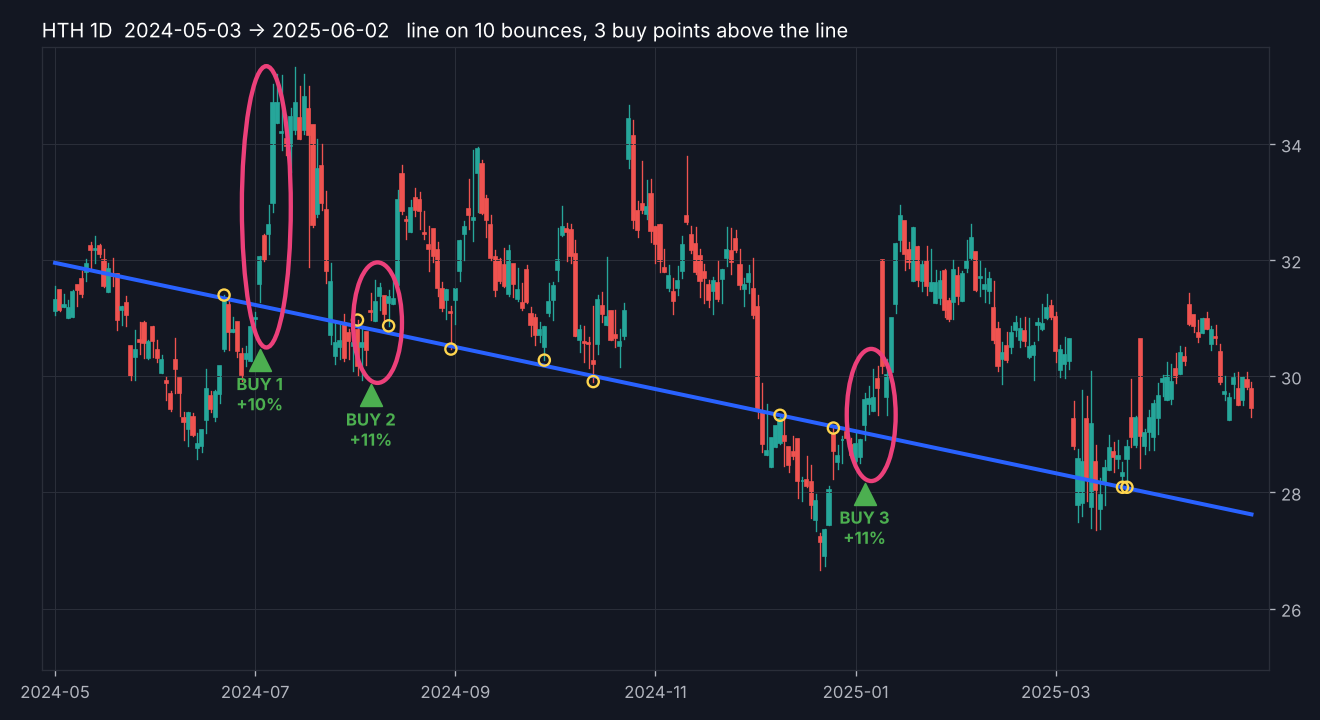 HTH 1D 2024-05-03 → 2025-06-02 line on 10 bounces, 3 buy points above the line
34
32
30
28
26
BUY 1
+10%
BUY 2
+11%
BUY 3
+11%
2024-05 2024-07 2024-09 2024-11 2025-01 2025-03